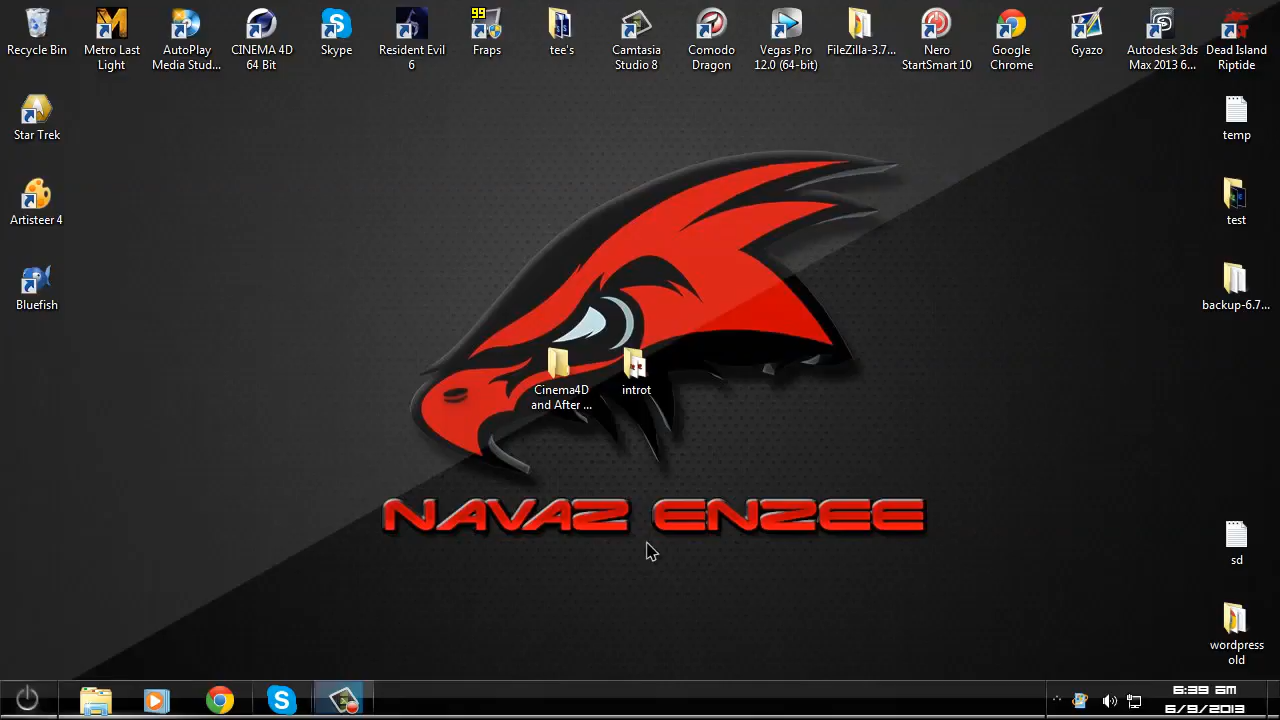 Recycle Bin
Metro Last
Light
AutoPlay
Media Stud...
CINEMA 4D
64 Bit
Skype
Resident Evil
6
99
Fraps
tee's
Camtasia
Studio 8
Comodo
Dragon
Vegas Pro
12.0 (64-bit)
FileZilla-3.7...
Nero
StartSmart 10
Google
Chrome
Gyazo
Autodesk 3ds
Max 2013 6...
Dead Island
Riptide
Star Trek
temp
Artisteer 4
test
Bluefish
backup-6.7...
Cinema4D
and After ...
introt
NAVAZ ENZEE
sd
wordpress
old
6:39 am
6/9/2013